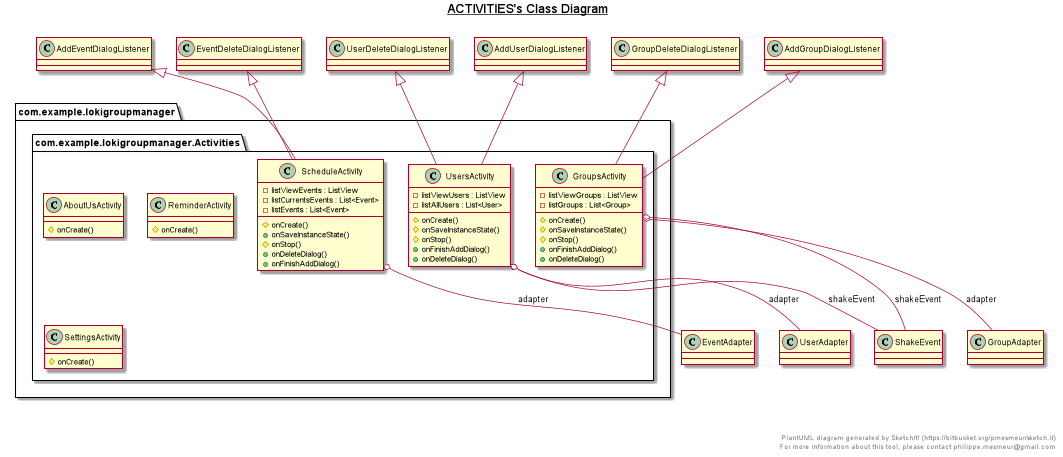 ACTIVITIES's Class Diagram
C AddEventDialogListener
C EventDeleteDialogListener
C UserDeleteDialogListener
C AddUserDialogListener
C GroupDeleteDialogListener
C AddGroupDialogListener
com.example.lokigroupmanager
com.example.lokigroupmanager.Activities
C ScheduleActivity
listViewEvents : ListView
listCurrentsEvents : List<Event>
listEvents : List<Event>
onCreate()
onSaveInstanceState()
onStop()
onDeleteDialog()
onFinishAddDialog()
C UsersActivity
listViewUsers : ListView
listAllUsers : List<User>
onCreate()
onSaveInstanceState()
onStop()
onFinishAddDialog()
onDeleteDialog()
C GroupsActivity
listViewGroups : ListView
listGroups : List<Group>
onCreate()
onSaveInstanceState()
onStop()
onFinishAddDialog()
onDeleteDialog()
C AboutUsActivity
onCreate()
C ReminderActivity
onCreate()
adapter
adapter
shakeEvent
shakeEvent
adapter
C SettingsActivity
onCreate()
C EventAdapter
C UserAdapter
C ShakeEvent
C GroupAdapter
PlantUML diagram generated by SketchIt! (https://bitbucket.org/pmesmeur/sketch.it)
For more information about this tool, please contact philippe.mesmeur@gmail.com